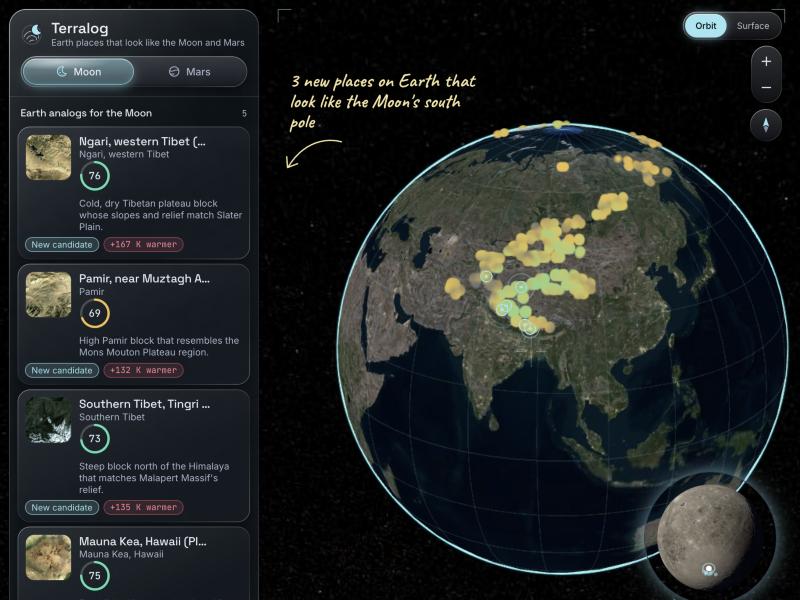 Terralog
Earth places that look like the Moon and Mars
Moon
Mars
Earth analogs for the Moon
5
Ngari, western Tibet (...
Ngari, western Tibet
76
Cold, dry Tibetan plateau block
whose slopes and relief match Slater
Plain.
New candidate
+167 K warmer
Pamir, near Muztagh A...
Pamir
69
High Pamir block that resembles the
Mons Mouton Plateau region.
New candidate
+132 K warmer
Southern Tibet, Tingri ...
Southern Tibet
73
Steep block north of the Himalaya
that matches Malapert Massif's
relief.
New candidate
+135 K warmer
Mauna Kea, Hawaii (Pl...
Mauna Kea, Hawaii
75
3 new places on Earth that
look like the Moon's south
pole
Orbit
Surface
+
−